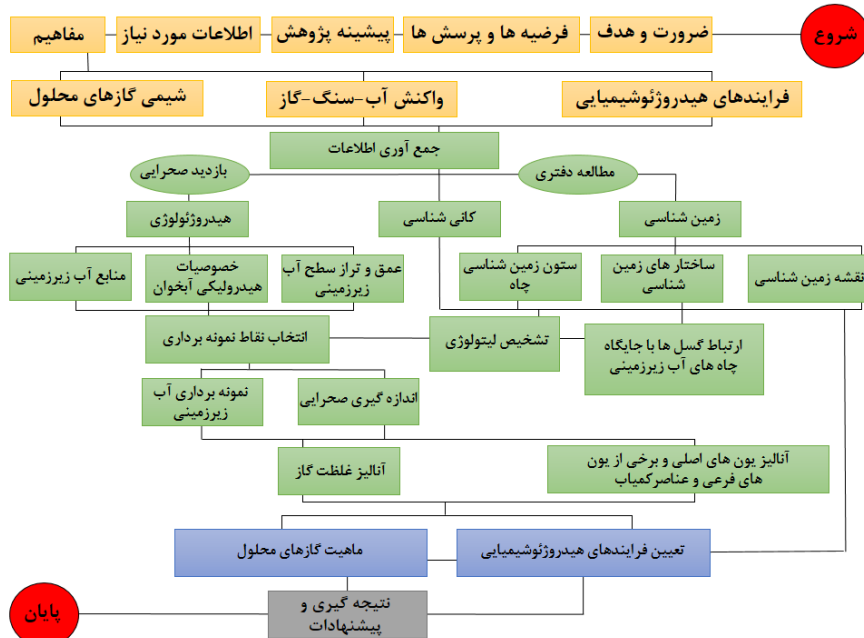 شروع
ضرورت و هدف
فرضیه ها و پرسش ها
پیشینه پژوهش
اطلاعات مورد نیاز
مفاهیم
فرایندهای هیدروژئوشیمیایی
واکنش آب-سنگ-گاز
شیمی گازهای محلول
جمع آوری اطلاعات
مطالعه دفتری
بازدید صحرایی
زمین شناسی
کانی شناسی
هیدروژئولوژی
نقشه زمین شناسی
ساختار های زمین
شناسی
ستون زمین شناسی
چاه
عمق و تراز سطح آب
زیرزمینی
خصوصیات
هیدرولیکی آبخوان
منابع آب زیرزمینی
ارتباط گسل ها با جایگاه
چاه های آب زیرزمینی
تشخیص لیتولوژی
انتخاب نقاط نمونه برداری
اندازه گیری صحرایی
نمونه برداری آب
زیرزمینی
آنالیز یون های اصلی و برخی از یون
های فرعی و عناصرکمیاب
آنالیز غلظت گاز
تعیین فرایندهای هیدروژئوشیمیایی
ماهیت گازهای محلول
نتیجه گیری و
پیشنهادات
پایان